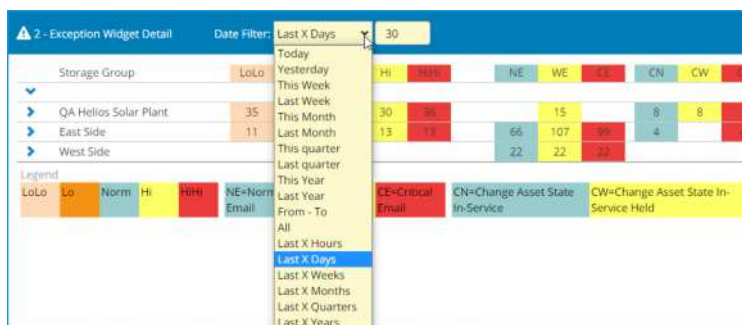 2 - Exception Widget Detail Date Filter: Last X Days 30
Storage Group LoLo Hi HiHi NE WE CE CN CW
QA Helios Solar Plant 35 30 36 15 8 8
East Side 11 13 13 66 107 99 4
West Side 22 22 22
Today
Yesterday
This Week
Last Week
This Month
Last Month
This quarter
Last quarter
This Year
Last Year
From - To
All
Last X Hours
Last X Days
Last X Weeks
Last X Months
Last X Quarters
Last X Years
Legend
LoLo Lo Norm Hi HiHi NE=Norm CE=Critical CN=Change Asset State CW=Change Asset State In-
Email Email In-Service Service Held